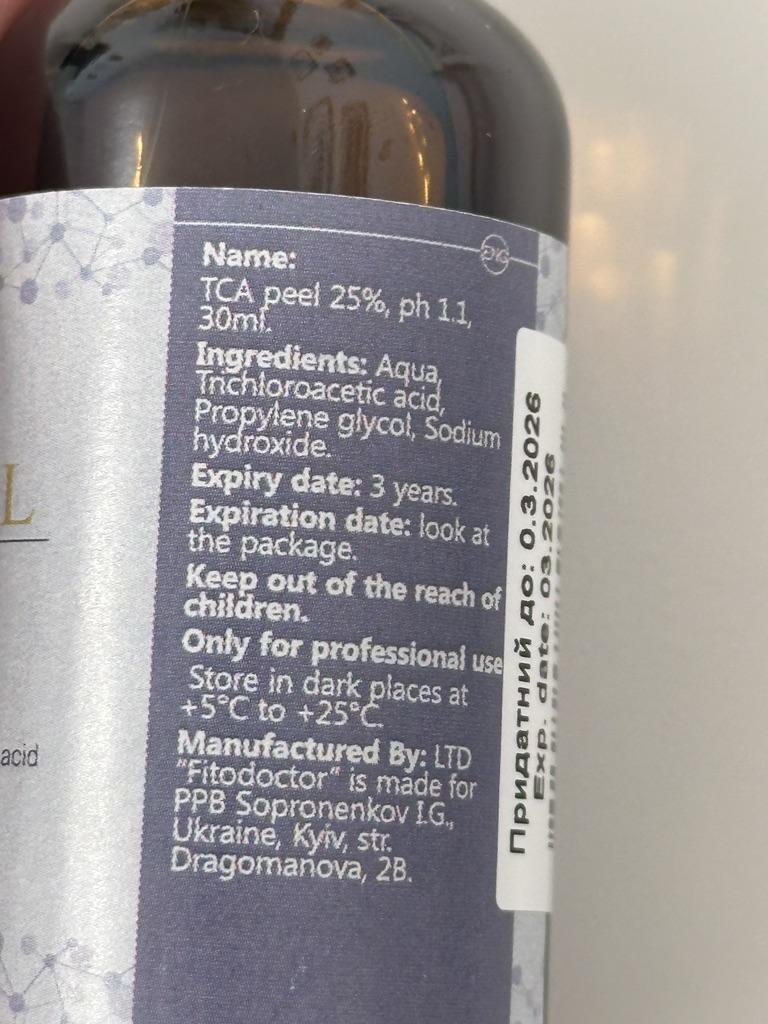 Name:
TCA peel 25%, ph 1.1,
30ml.
Ingredients: Aqua,
Trichloroacetic acid,
Propylene glycol, Sodium
hydroxide.
Expiry date: 3 years.
Expiration date: look at
the package.
Keep out of the reach of
children.
Only for professional use
Store in dark places at
+5°C to +25°C.
Manufactured By: LTD
"Fitodoctor" is made for
PPB Sopronenkov I.G.,
Ukraine, Kyiv, str.
Dragomanova, 2B.
Придатний до: 0.3.2026
Exp. date: 03.2026
L
acid